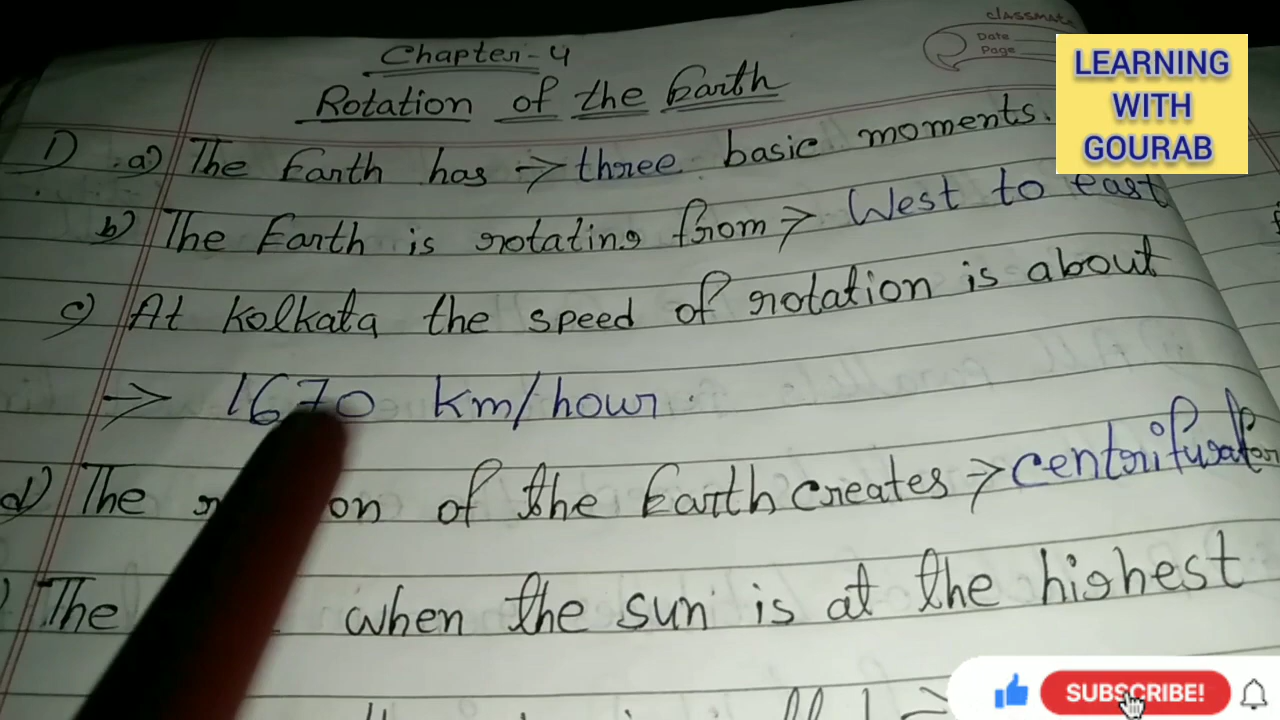 classmate
Date
Page
Chapter-4
Rotation of the Earth
1) a) The Earth has → three basic moments.
b) The Earth is rotating from → West to east
c) At Kolkata the speed of rotation is about
→ 1670 km/hour.
d) The of the Earth creates →
The when the sun is at the highest
LEARNING
WITH
GOURAB
SUBSCRIBE!